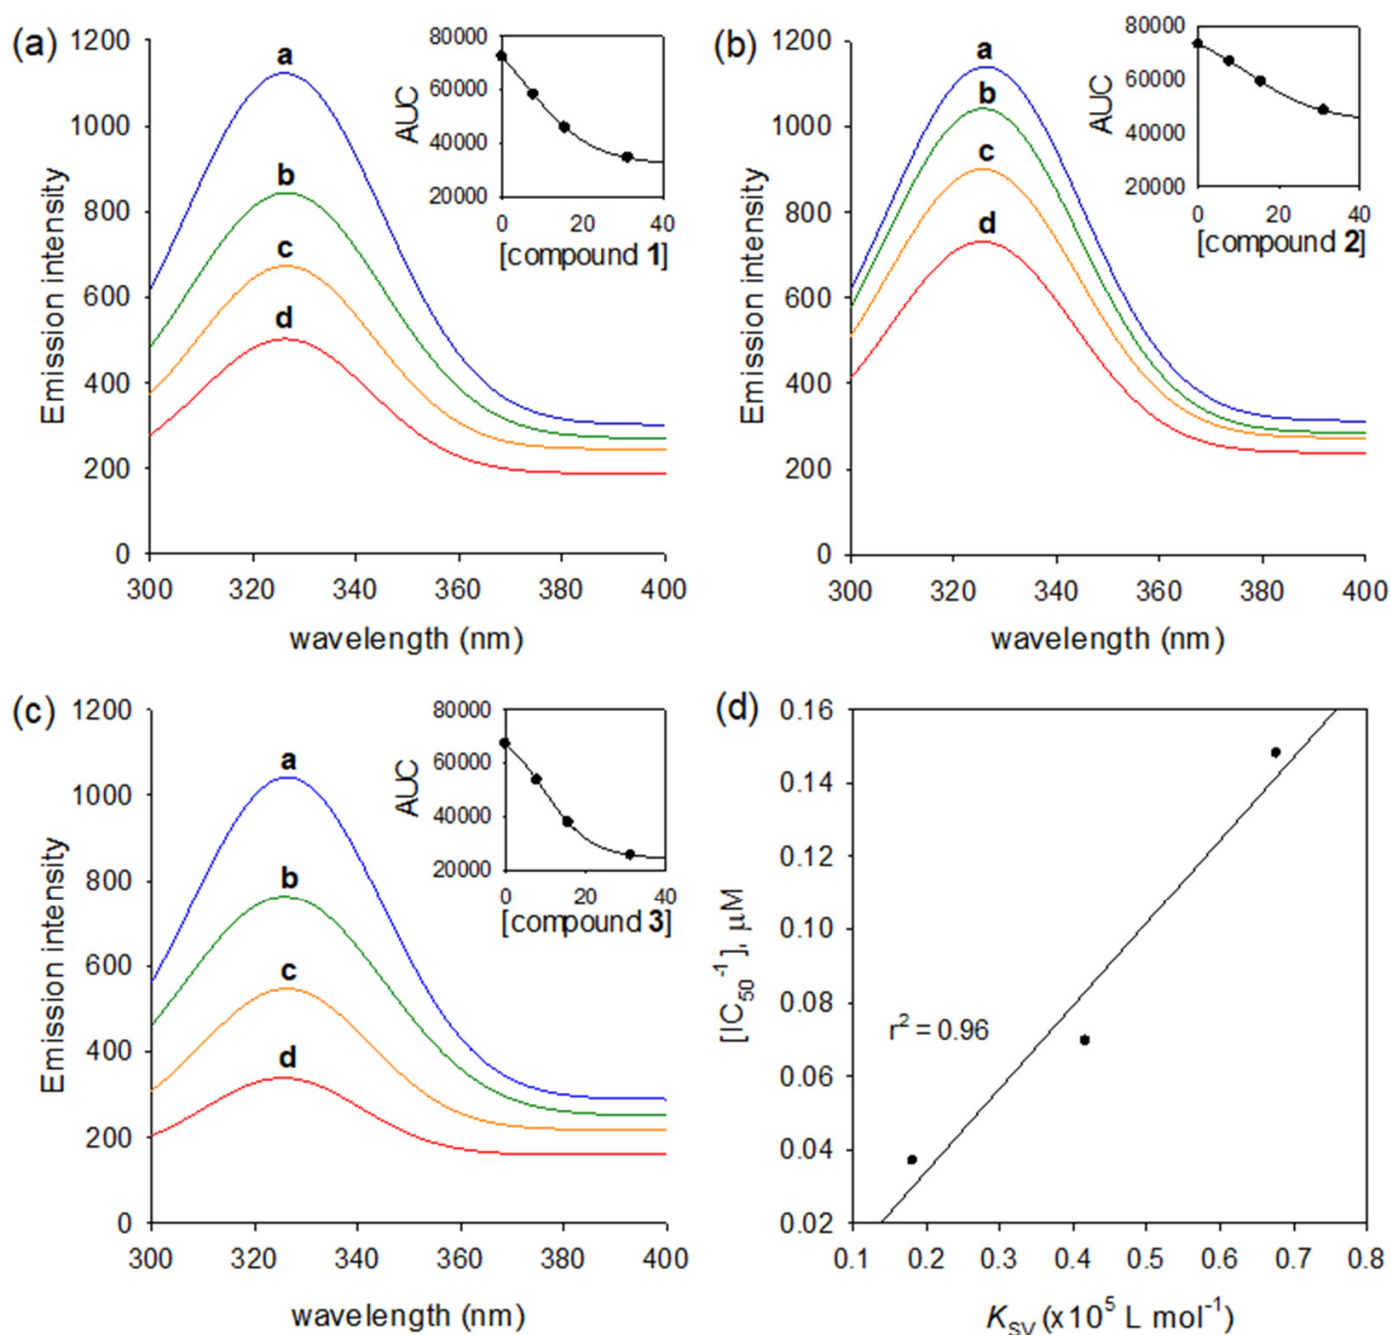 (a)
1200
1000
800
600
400
200
0
Emission intensity
a
b
c
d
300 320 340 360 380 400
wavelength (nm)
80000
60000
40000
20000
AUC
0 20 40
[compound 1]
(b)
1200
1000
800
600
400
200
0
Emission intensity
a
b
c
d
300 320 340 360 380 400
wavelength (nm)
80000
60000
40000
20000
AUC
0 20 40
[compound 2]
(c)
1200
1000
800
600
400
200
0
Emission intensity
a
b
c
d
300 320 340 360 380 400
wavelength (nm)
80000
60000
40000
20000
AUC
0 20 40
[compound 3]
(d)
0.16
0.14
0.12
0.10
0.08
0.06
0.04
0.02
[IC₅₀⁻¹], μM
r² = 0.96
0.1 0.2 0.3 0.4 0.5 0.6 0.7 0.8
K_SV (x10⁵ L mol⁻¹)